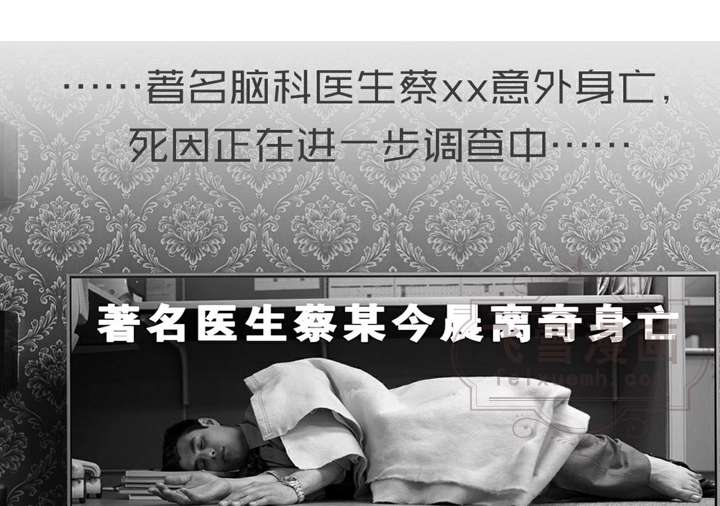 ……著名脑科医生蔡xx意外身亡，
死因正在进一步调查中……
著名医生蔡某今晨离奇身亡
飞雪漫画
feixuemh.com